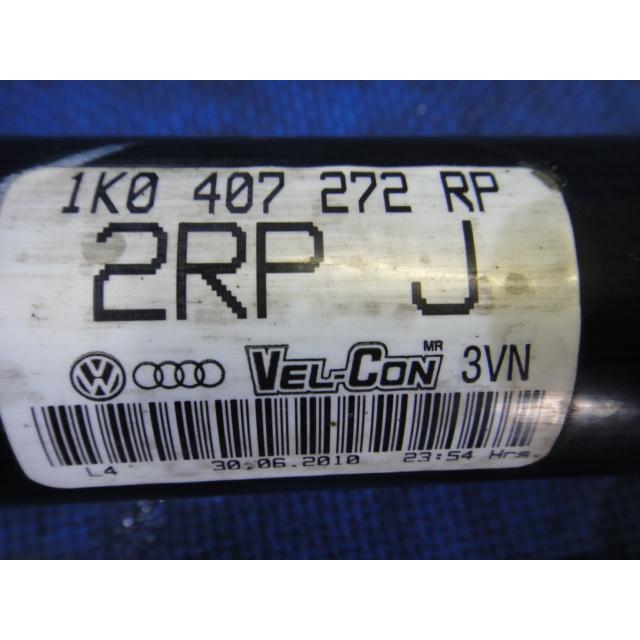 1K0 407 272 RP
2RP J
VEL-CON MR 3VN
L4 30.06.2010 23:54 Hrs.